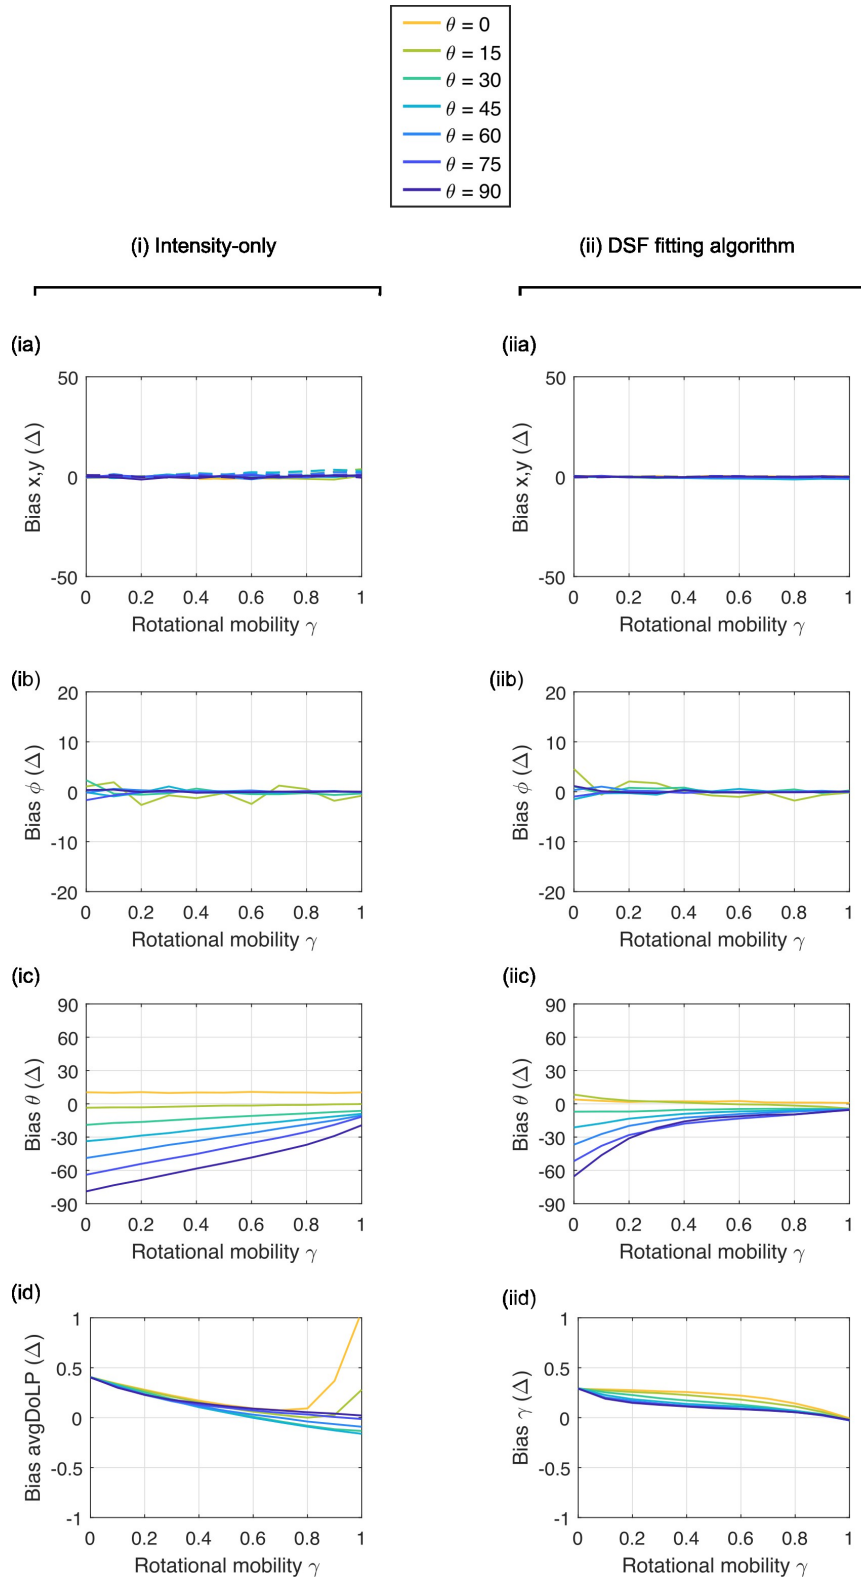 θ = 0
θ = 15
θ = 30
θ = 45
θ = 60
θ = 75
θ = 90
(i) Intensity-only
(ii) DSF fitting algorithm
(ia)
50
0
-50
Bias x,y (Δ)
0 0.2 0.4 0.6 0.8 1
Rotational mobility γ
(iia)
50
0
-50
Bias x,y (Δ)
0 0.2 0.4 0.6 0.8 1
Rotational mobility γ
(ib)
20
10
0
-10
-20
Bias ϕ (Δ)
0 0.2 0.4 0.6 0.8 1
Rotational mobility γ
(iib)
20
10
0
-10
-20
Bias ϕ (Δ)
0 0.2 0.4 0.6 0.8 1
Rotational mobility γ
(ic)
90
60
30
0
-30
-60
-90
Bias θ (Δ)
0 0.2 0.4 0.6 0.8 1
Rotational mobility γ
(iic)
90
60
30
0
-30
-60
-90
Bias θ (Δ)
0 0.2 0.4 0.6 0.8 1
Rotational mobility γ
(id)
1
0.5
0
-0.5
-1
Bias avgDoLP (Δ)
0 0.2 0.4 0.6 0.8 1
Rotational mobility γ
(iid)
1
0.5
0
-0.5
-1
Bias γ (Δ)
0 0.2 0.4 0.6 0.8 1
Rotational mobility γ